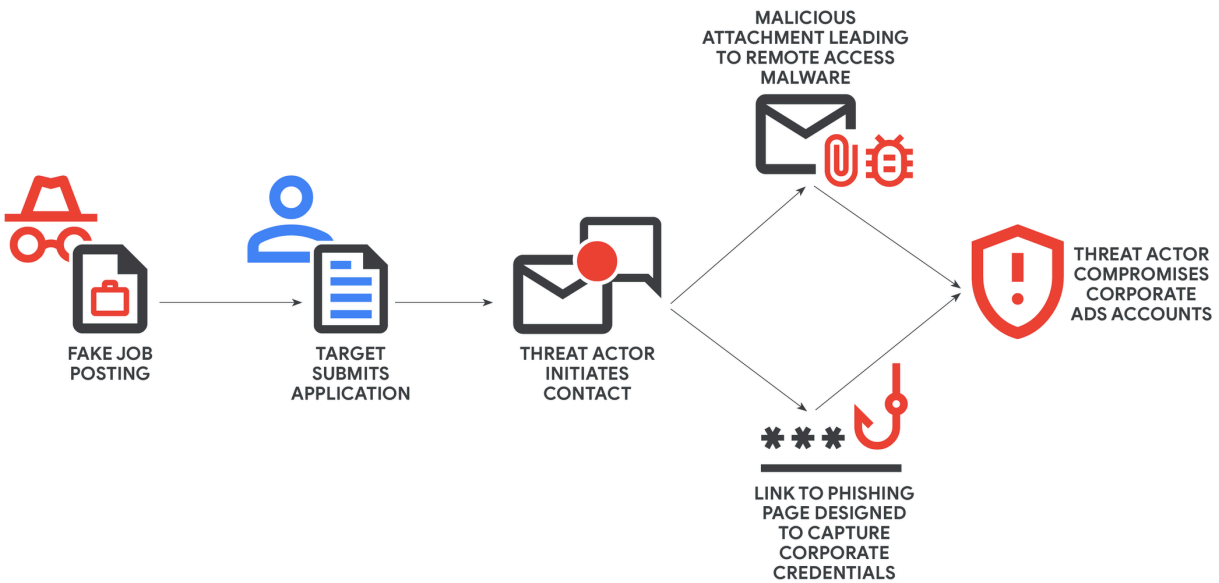 FAKE JOB
POSTING
TARGET
SUBMITS
APPLICATION
THREAT ACTOR
INITIATES
CONTACT
MALICIOUS
ATTACHMENT LEADING
TO REMOTE ACCESS
MALWARE
***
LINK TO PHISHING
PAGE DESIGNED
TO CAPTURE
CORPORATE
CREDENTIALS
THREAT ACTOR
COMPROMISES
CORPORATE
ADS ACCOUNTS